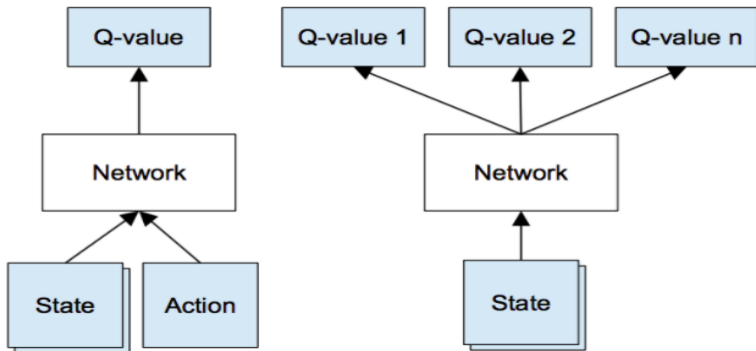 Q-value
Q-value 1
Q-value 2
Q-value n
Network
Network
State
Action
State